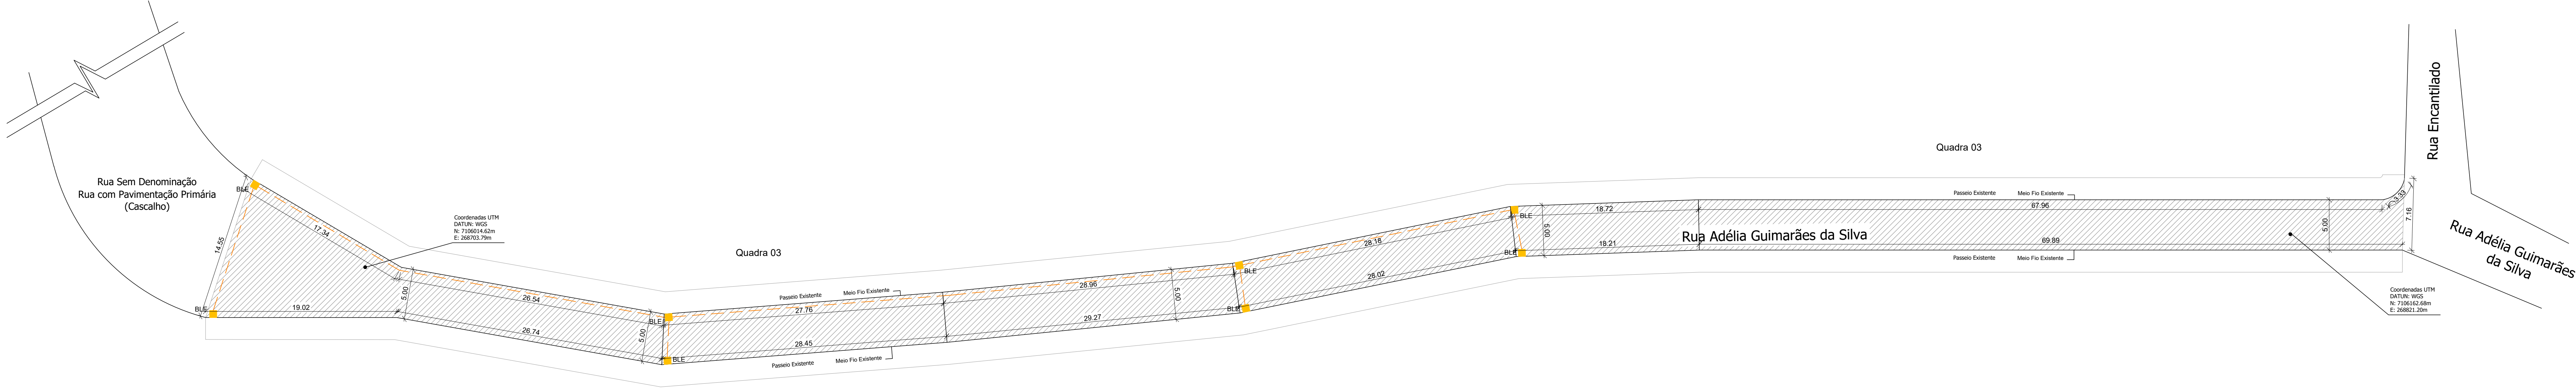 Rua Sem Denominação
Rua com Pavimentação Primária
(Cascalho)
BLE
BLE
14.55
17.34
19.02
Coordenadas UTM
DATUN: WGS
N: 7106014.62m
E: 268703.79m
5.00
26.54
26.74
5.00
BLE
BLE
Quadra 03
Passeio Existente
Meio Fio Existente
27.76
28.45
Passeio Existente
Meio Fio Existente
28.96
29.27
5.00
BLE
BLE
28.18
28.02
BLE
BLE
5.00
18.72
18.21
Rua Adélia Guimarães da Silva
Quadra 03
Passeio Existente
Meio Fio Existente
67.96
69.89
Passeio Existente
Meio Fio Existente
5.00
3.33
7.16
Rua Encantilado
Rua Adélia Guimarães
da Silva
Coordenadas UTM
DATUN: WGS
N: 7106162.68m
E: 268821.20m